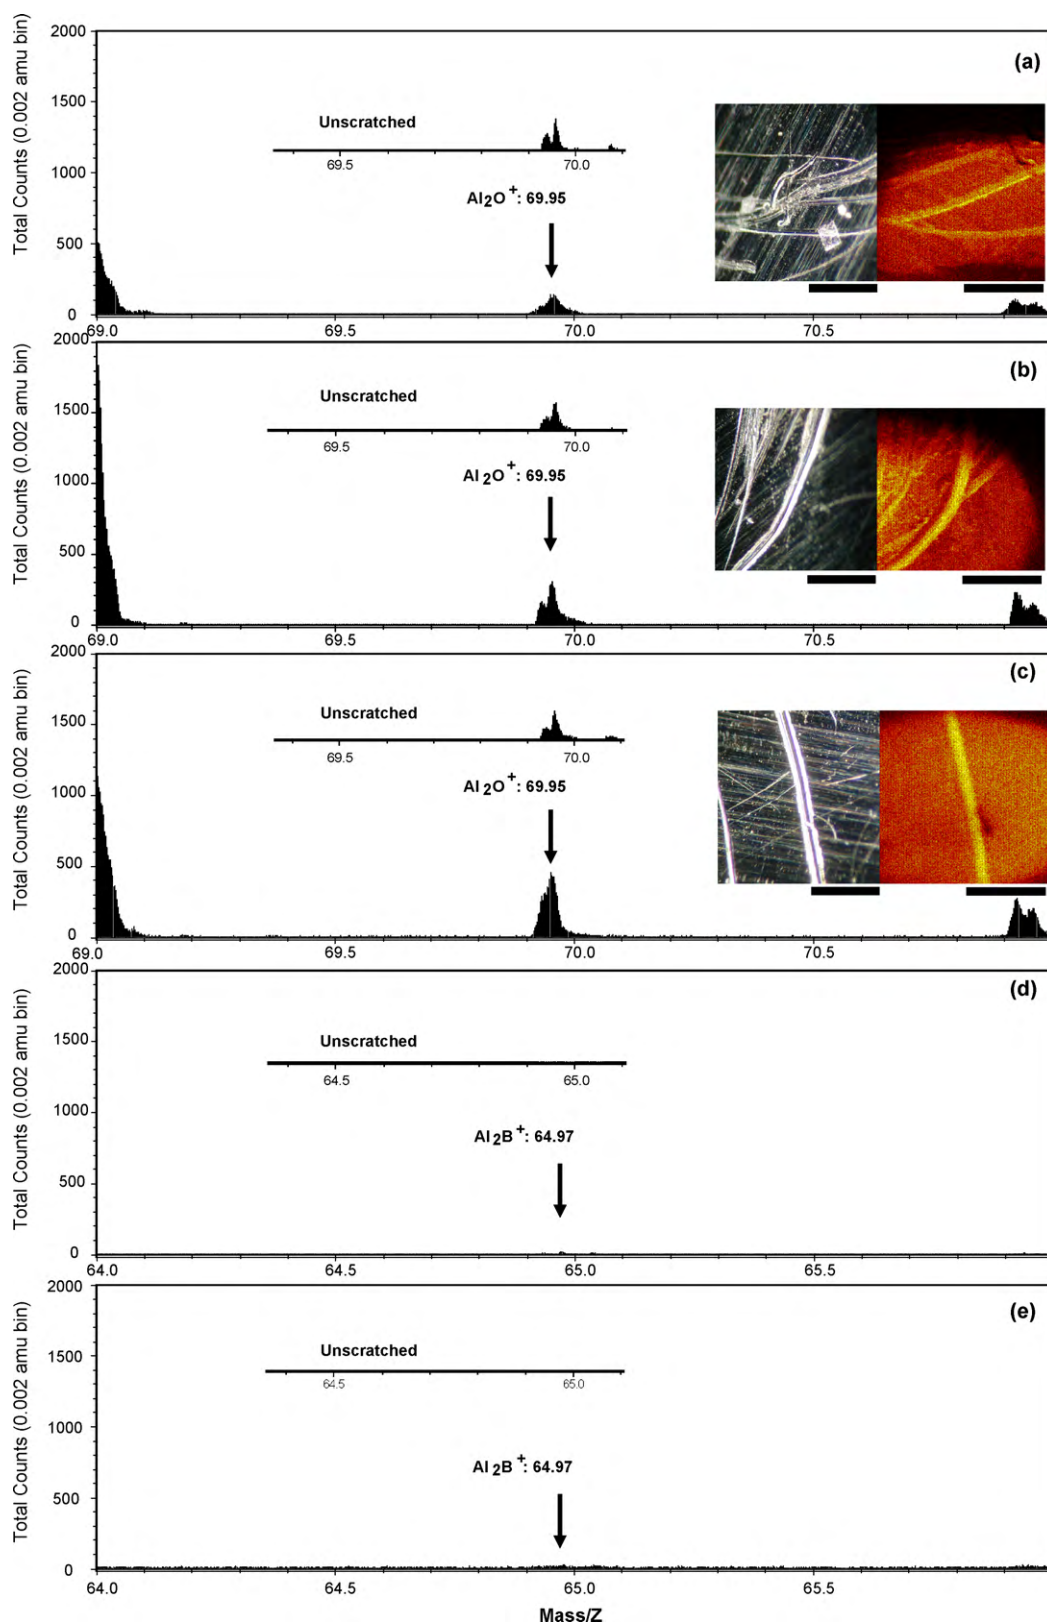 Total Counts (0.002 amu bin)
2000
1500
1000
500
0
(a)
Unscratched
69.5 70.0
Al2O+: 69.95
69.0 69.5 70.0 70.5
Total Counts (0.002 amu bin)
2000
1500
1000
500
0
(b)
Unscratched
69.5 70.0
Al2O+: 69.95
69.0 69.5 70.0 70.5
Total Counts (0.002 amu bin)
2000
1500
1000
500
0
(c)
Unscratched
69.5 70.0
Al2O+: 69.95
69.0 69.5 70.0 70.5
Total Counts (0.002 amu bin)
2000
1500
1000
500
0
(d)
Unscratched
64.5 65.0
Al2B+: 64.97
64.0 64.5 65.0 65.5
Total Counts (0.002 amu bin)
2000
1500
1000
500
0
(e)
Unscratched
64.5 65.0
Al2B+: 64.97
64.0 64.5 65.0 65.5
Mass/Z